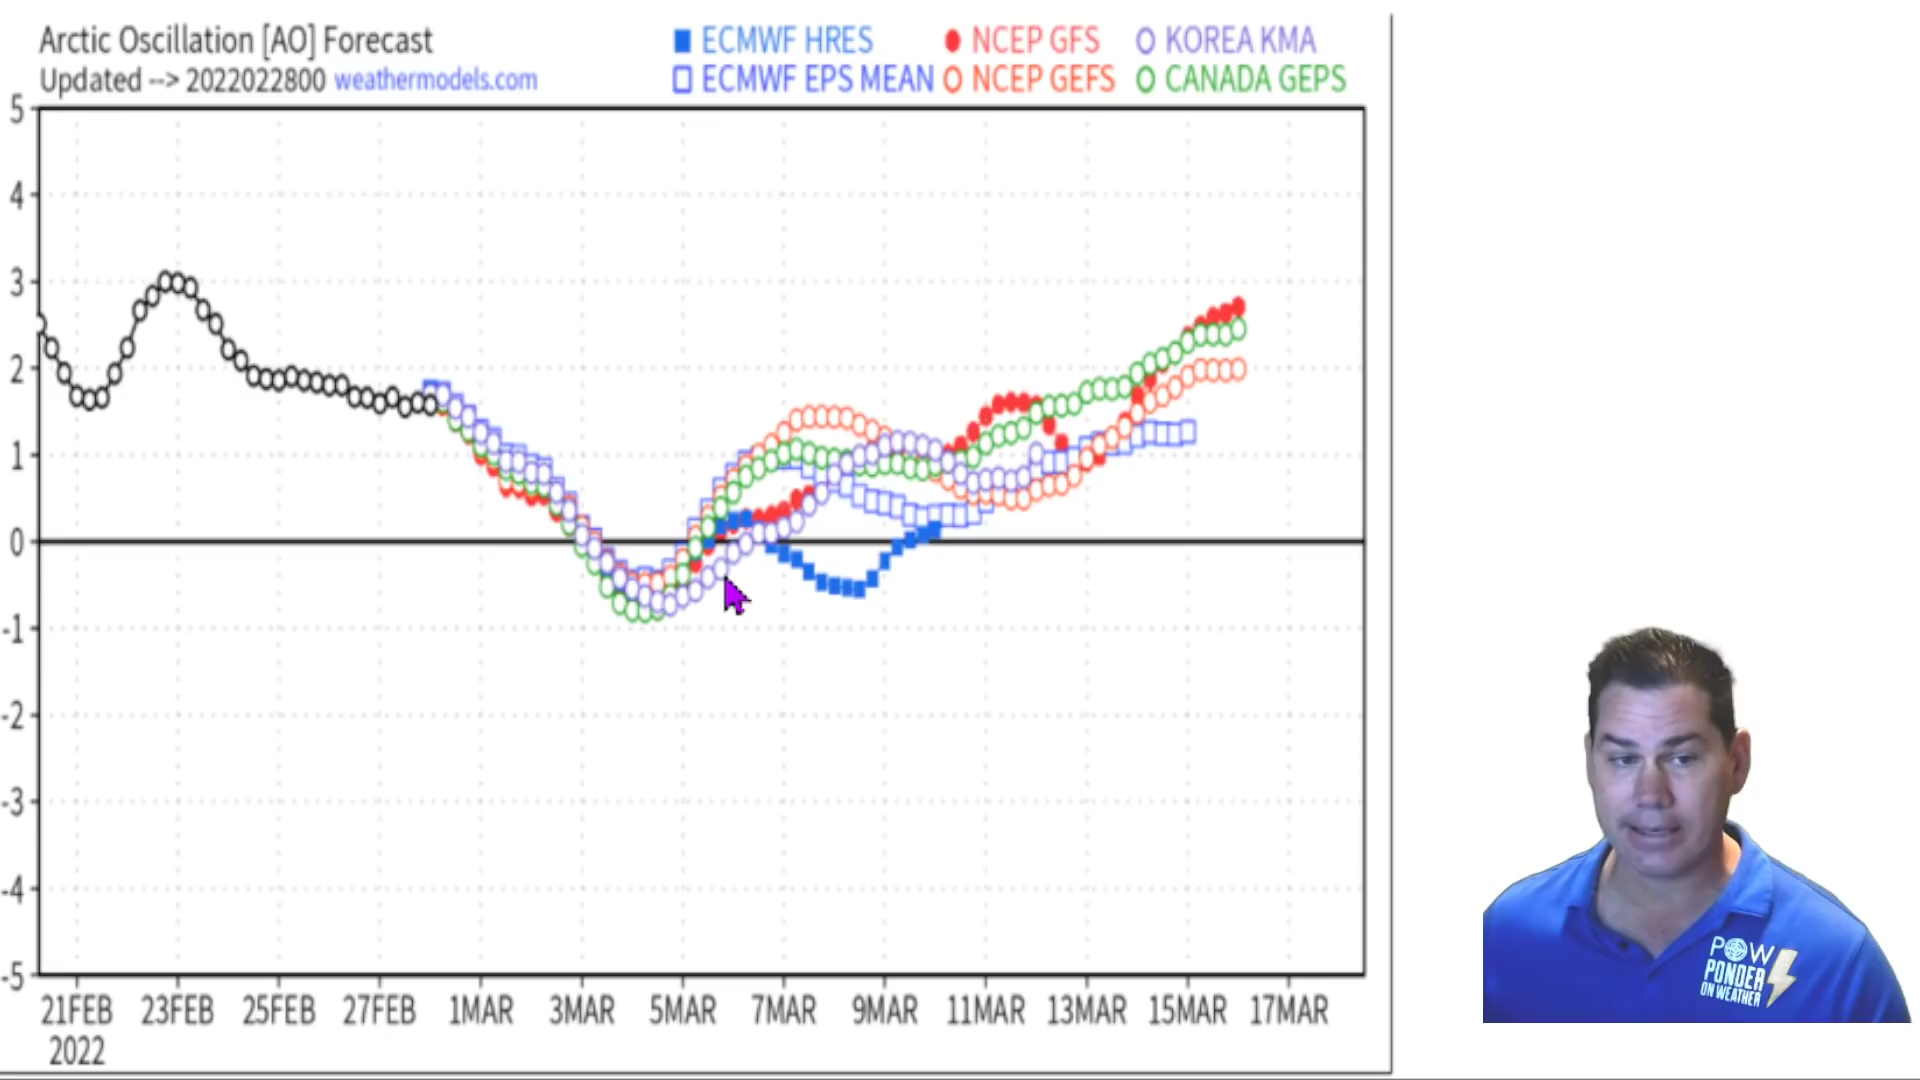 Arctic Oscillation [AO] Forecast
Updated --> 2022022800 weathermodels.com
ECMWF HRES NCEP GFS KOREA KMA
ECMWF EPS MEAN NCEP GEFS CANADA GEPS
5
4
3
2
1
0
-1
-2
-3
-4
-5
21FEB 23FEB 25FEB 27FEB 1MAR 3MAR 5MAR 7MAR 9MAR 11MAR 13MAR 15MAR 17MAR
2022
POW
PONDER
ON WEATHER